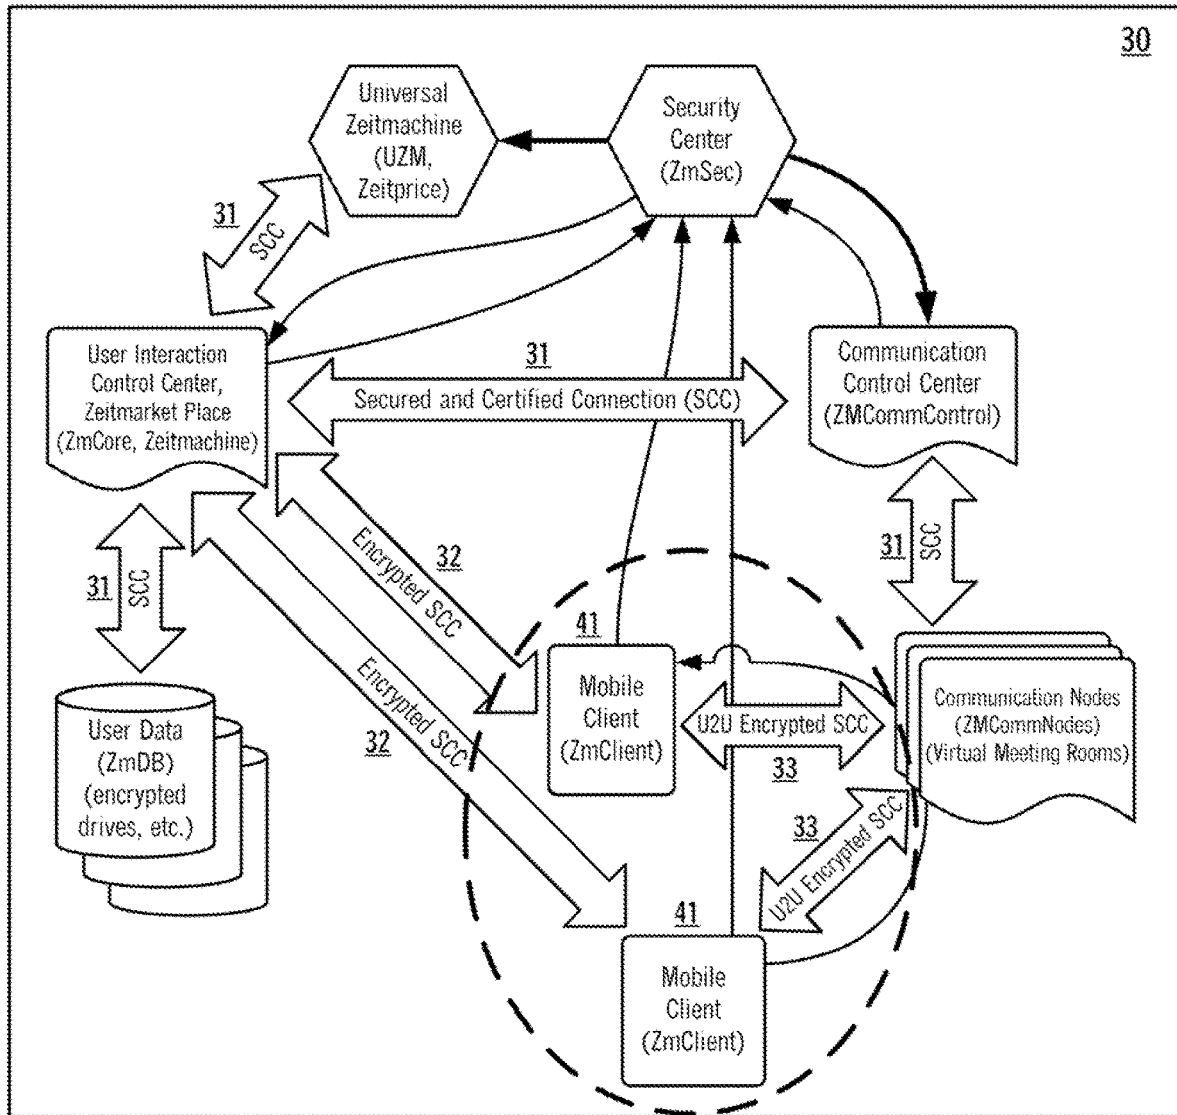 30
Universal
Zeitmachine
(UZM,
Zeitprice)
Security
Center
(ZmSec)
31
SCC
User Interaction
Control Center,
Zeitmarket Place
(ZmCore, Zeitmachine)
31
Secured and Certified Connection (SCC)
Communication
Control Center
(ZMCommControl)
31
SCC
31
SCC
32
Encrypted SCC
32
Encrypted SCC
User Data
(ZmDB)
(encrypted
drives, etc.)
41
Mobile
Client
(ZmClient)
U2U Encrypted SCC
33
Communication Nodes
(ZMCommNodes)
(Virtual Meeting Rooms)
33
U2U Encrypted SCC
41
Mobile
Client
(ZmClient)